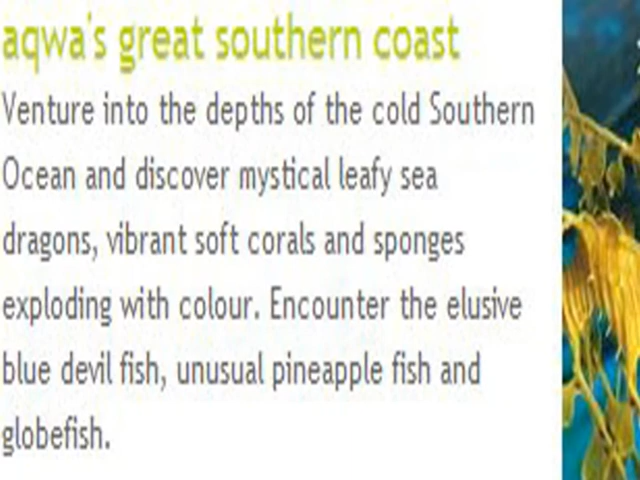 aqwa's great southern coast
Venture into the depths of the cold Southern
Ocean and discover mystical leafy sea
dragons, vibrant soft corals and sponges
exploding with colour. Encounter the elusive
blue devil fish, unusual pineapple fish and
globefish.